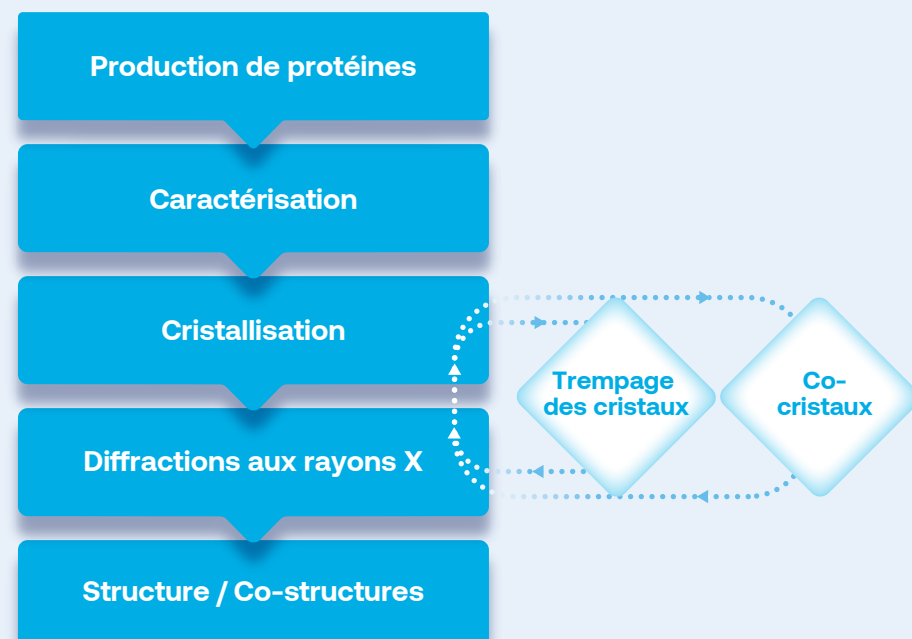 Production de protéines
Caractérisation
Cristallisation
Trempage
des cristaux
Co-
cristaux
Diffractions aux rayons X
Structure / Co-structures